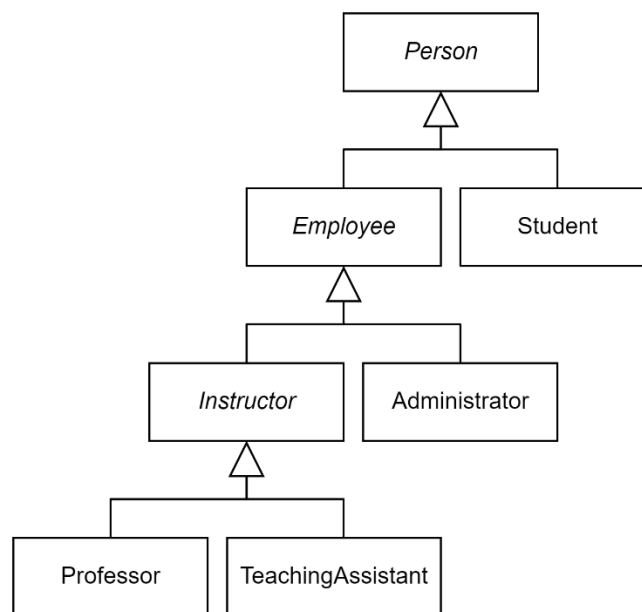 Person
Employee
Student
Instructor
Administrator
Professor
TeachingAssistant